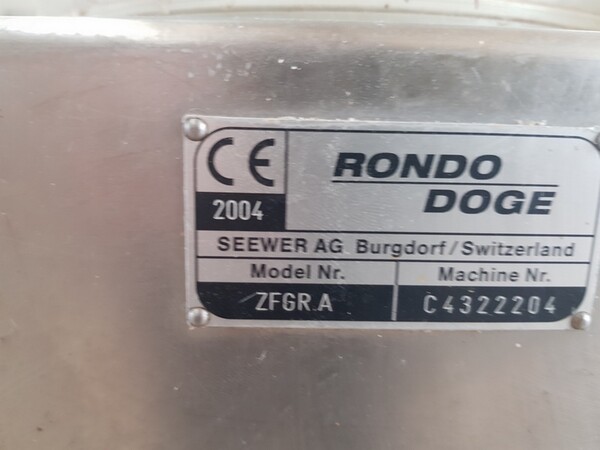 CE
2004
RONDO
DOGE
SEEWER AG Burgdorf/Switzerland
Model Nr.
Machine Nr.
ZFGR.A
C4322204